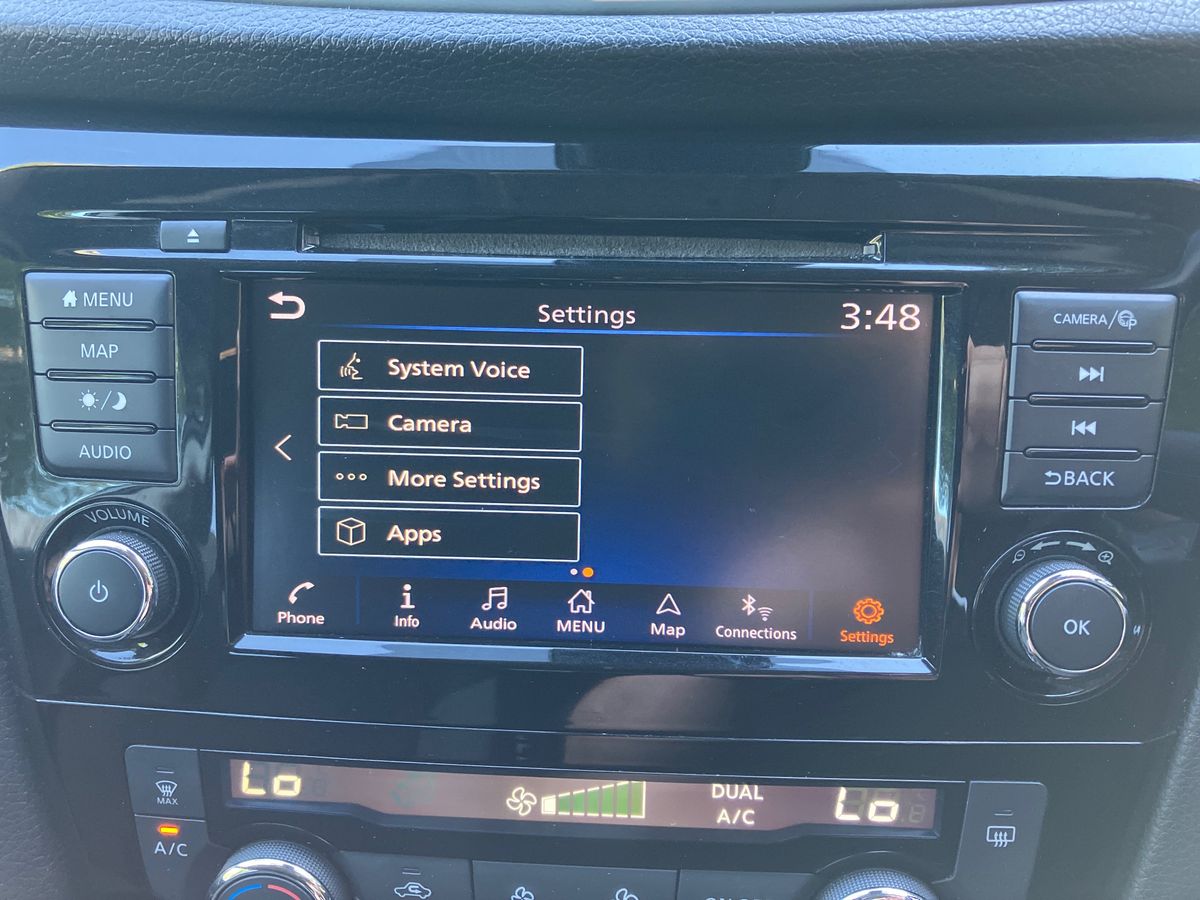 MENU
MAP
AUDIO
VOLUME
Settings
3:48
System Voice
Camera
More Settings
Apps
Phone
Info
Audio
MENU
Map
Connections
Settings
CAMERA/
BACK
OK
Lo
DUAL
A/C
Lo
MAX
A/C